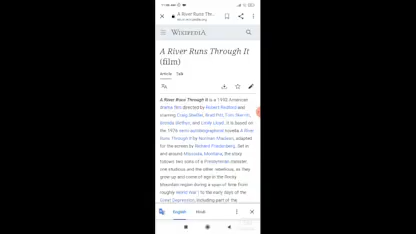 A River Runs Thr...
WIKIPEDIA
A River Runs Through It
(film)
Article Talk
A River Runs Through It is a 1992 American
drama film directed by Robert Redford and
starring Craig Sheffer, Brad Pitt, Tom Skerritt,
Brenda Blethyn, and Emily Lloyd. It is based on
the 1976 semi-autobiographical novella A River
Runs Through It by Norman Maclean, adapted
for the screen by Richard Friedenberg. Set in
and around Missoula, Montana, the story
follows two sons of a Presbyterian minister,
one studious and the other rebellious, as they
grow up and come of age in the Rocky
Mountain region during a span of time from
roughly World War I to the early days of the
Great Depression, including part of the
English Hindi